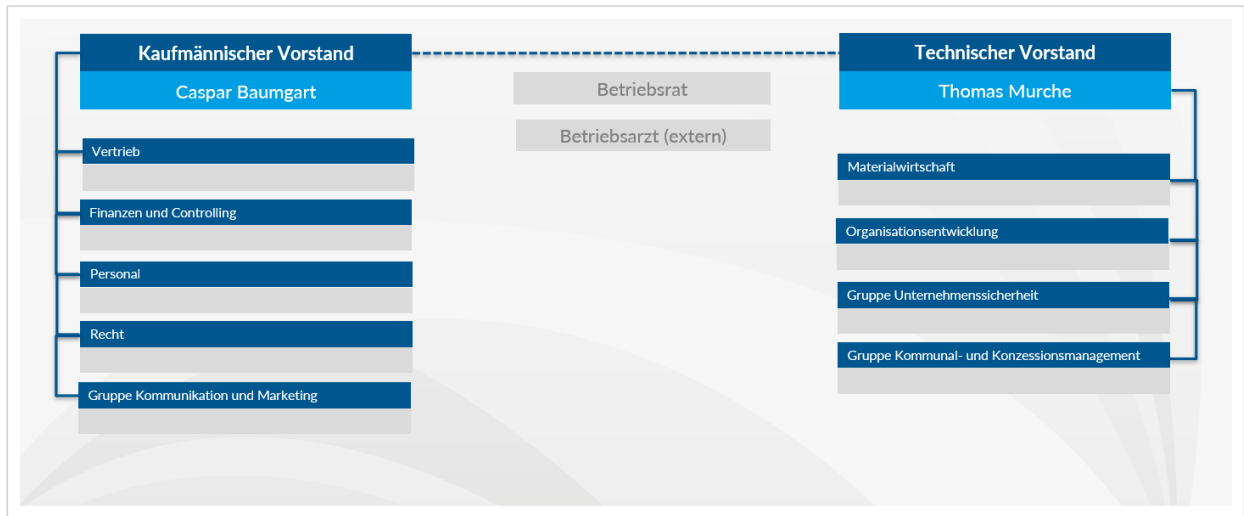 Kaufmännischer Vorstand
Caspar Baumgart
Vertrieb
Finanzen und Controlling
Personal
Recht
Gruppe Kommunikation und Marketing
Betriebsrat
Betriebsarzt (extern)
Technischer Vorstand
Thomas Murche
Materialwirtschaft
Organisationsentwicklung
Gruppe Unternehmenssicherheit
Gruppe Kommunal- und Konzessionsmanagement